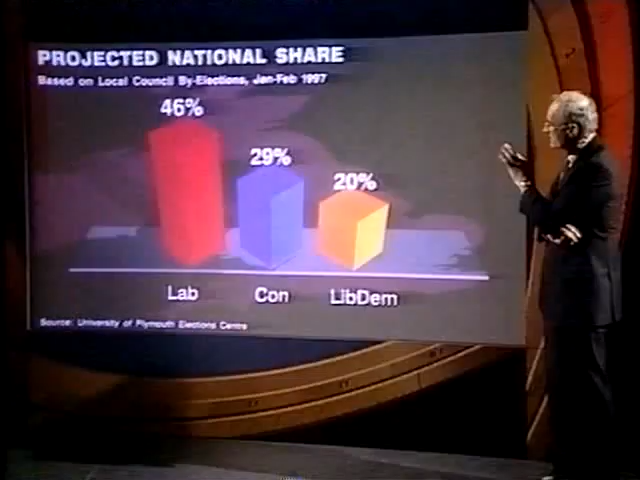 PROJECTED NATIONAL SHARE
Based on Local Council By-Elections, Jan-Feb 1997
46%
29%
20%
Lab
Con
LibDem
Source: University of Plymouth Elections Centre